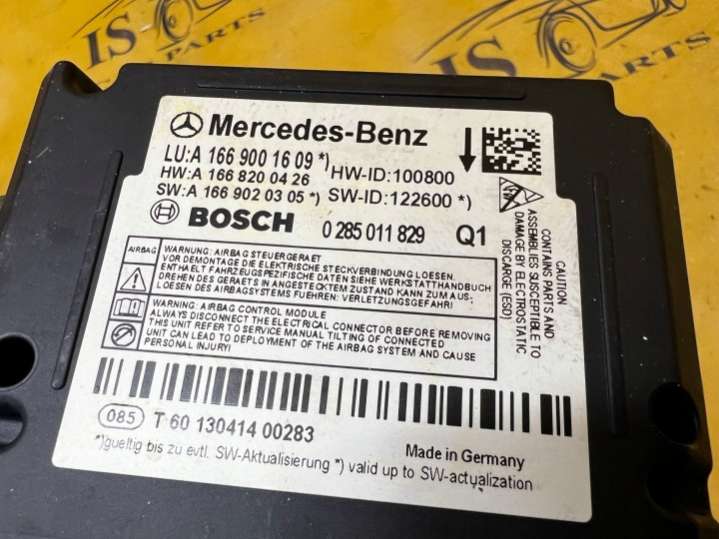 IS
IS
Mercedes-Benz
LU:A 166 900 16 09 *)
HW:A 166 820 04 26
HW-ID:100800
SW:A 166 902 03 05 *)
SW-ID:122600 *)
BOSCH
0 285 011 829
Q1
AIRBAG
WARNUNG: AIRBAG STEUERGERAET
VOR DEMONTAGE DIE ELEKTRISCHE STECKVERBINDUNG LOESEN.
ENTHAELT FAHRZEUGSPEZIFISCHE DATEN SIEHE WERKSTATTHANDBUCH
DREHEN DES GERAETS IN ANGESTECKTEM ZUSTAND KANN ZUM AUS-
LOESEN DES AIRBAGSYSTEMS FUEHREN: VERLETZUNGSGEFAHR!
WARNING: AIRBAG CONTROL MODULE
ALWAYS DISCONNECT THE ELECTRICAL CONNECTOR BEFORE REMOVING
THIS UNIT REFER TO SERVICE MANUAL TILTING OF CONNECTED
UNIT CAN LEAD TO DEPLOYMENT OF THE AIRBAG SYSTEM AND CAUSE
PERSONAL INJURY!
CAUTION
CONTAINS PARTS AND
ASSEMBLIES SUSCEPTIBLE TO
DAMAGE BY ELECTROSTATIC
DISCHARGE (ESD)
085
T 60 130414 00283
Made in Germany
*)gueltig bis zu evtl. SW-Aktualisierung *) valid up to SW-actualization